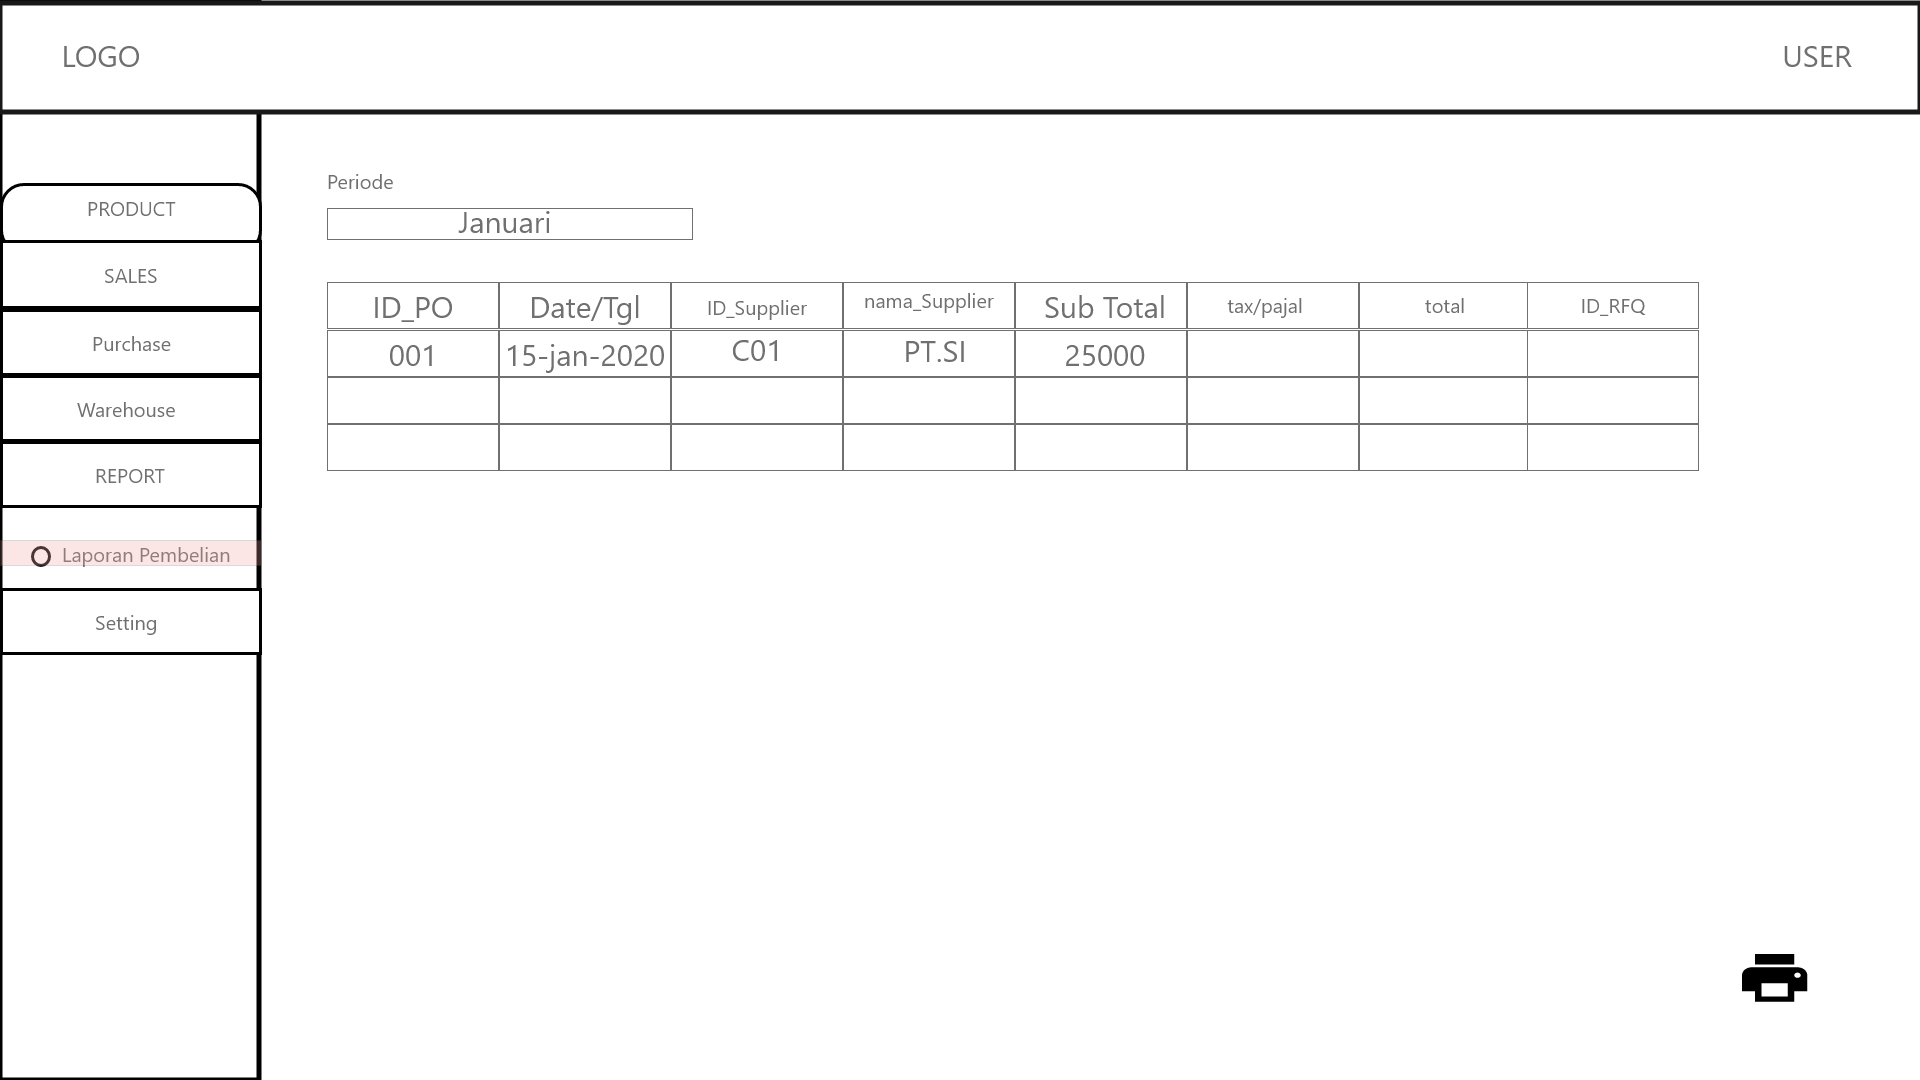 LOGO
USER
PRODUCT
SALES
Purchase
Warehouse
REPORT
Laporan Pembelian
Setting
Periode
Januari
ID_PO Date/Tgl ID_Supplier nama_Supplier Sub Total tax/pajal total ID_RFQ
001 15-jan-2020 C01 PT.SI 25000